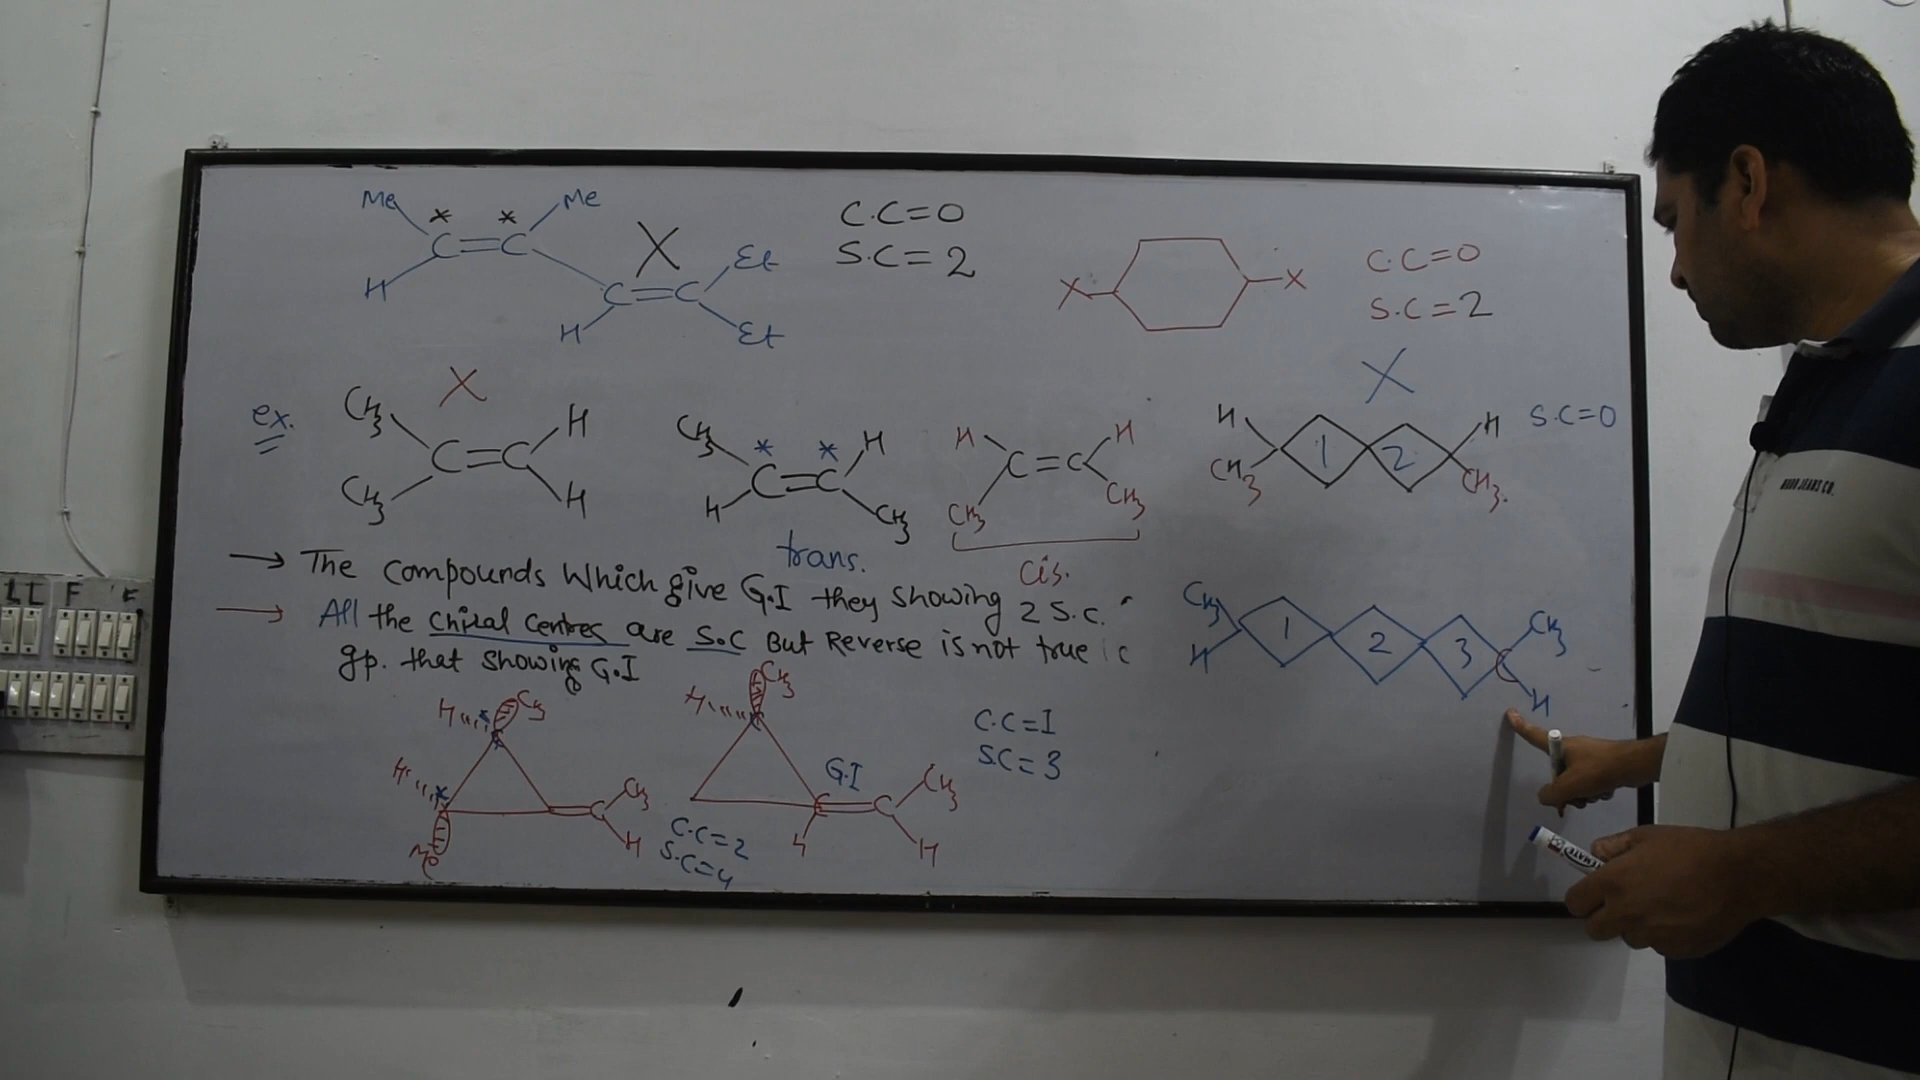 Me * * Me
C=C
H
X
C=C
H
Et
Et
C.C=0
S.C=2
X X
C.C=0
S.C=2
X
ex.
X
CH3 H
C=C
CH3 H
CH3 * * H
C=C
H CH3
trans.
H H
C=C
CH3 CH3
cis.
H H
1 2
CH3 CH3.
S.C=0
→ The compounds Which give G.I they showing 2 S.C.
→ All the chiral centres are S.C But Reverse is not true
gp. that showing G.I
CH3 CH3
1 2 3
H H
H CH3
*
H *
Me
C CH3
H
C.C=2
S.C=4
H CH3
G.I
C=C CH3
H
C.C=1
S.C=3